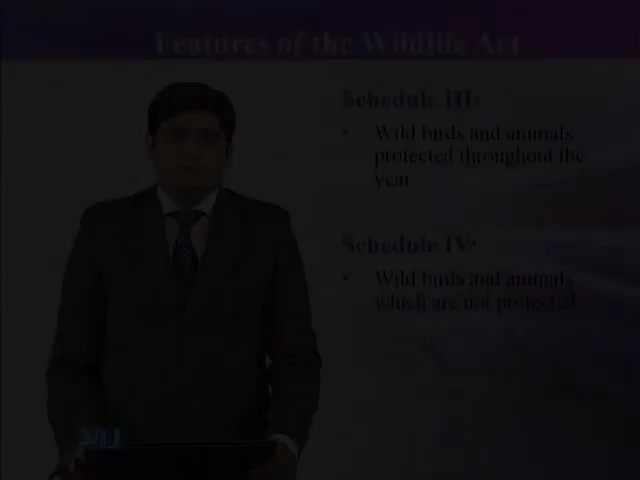 Features of the Wildlife Act
Schedule III:
• Wild birds and animals
protected throughout the
year
Schedule IV:
• Wild birds and animals
which are not protected
VU